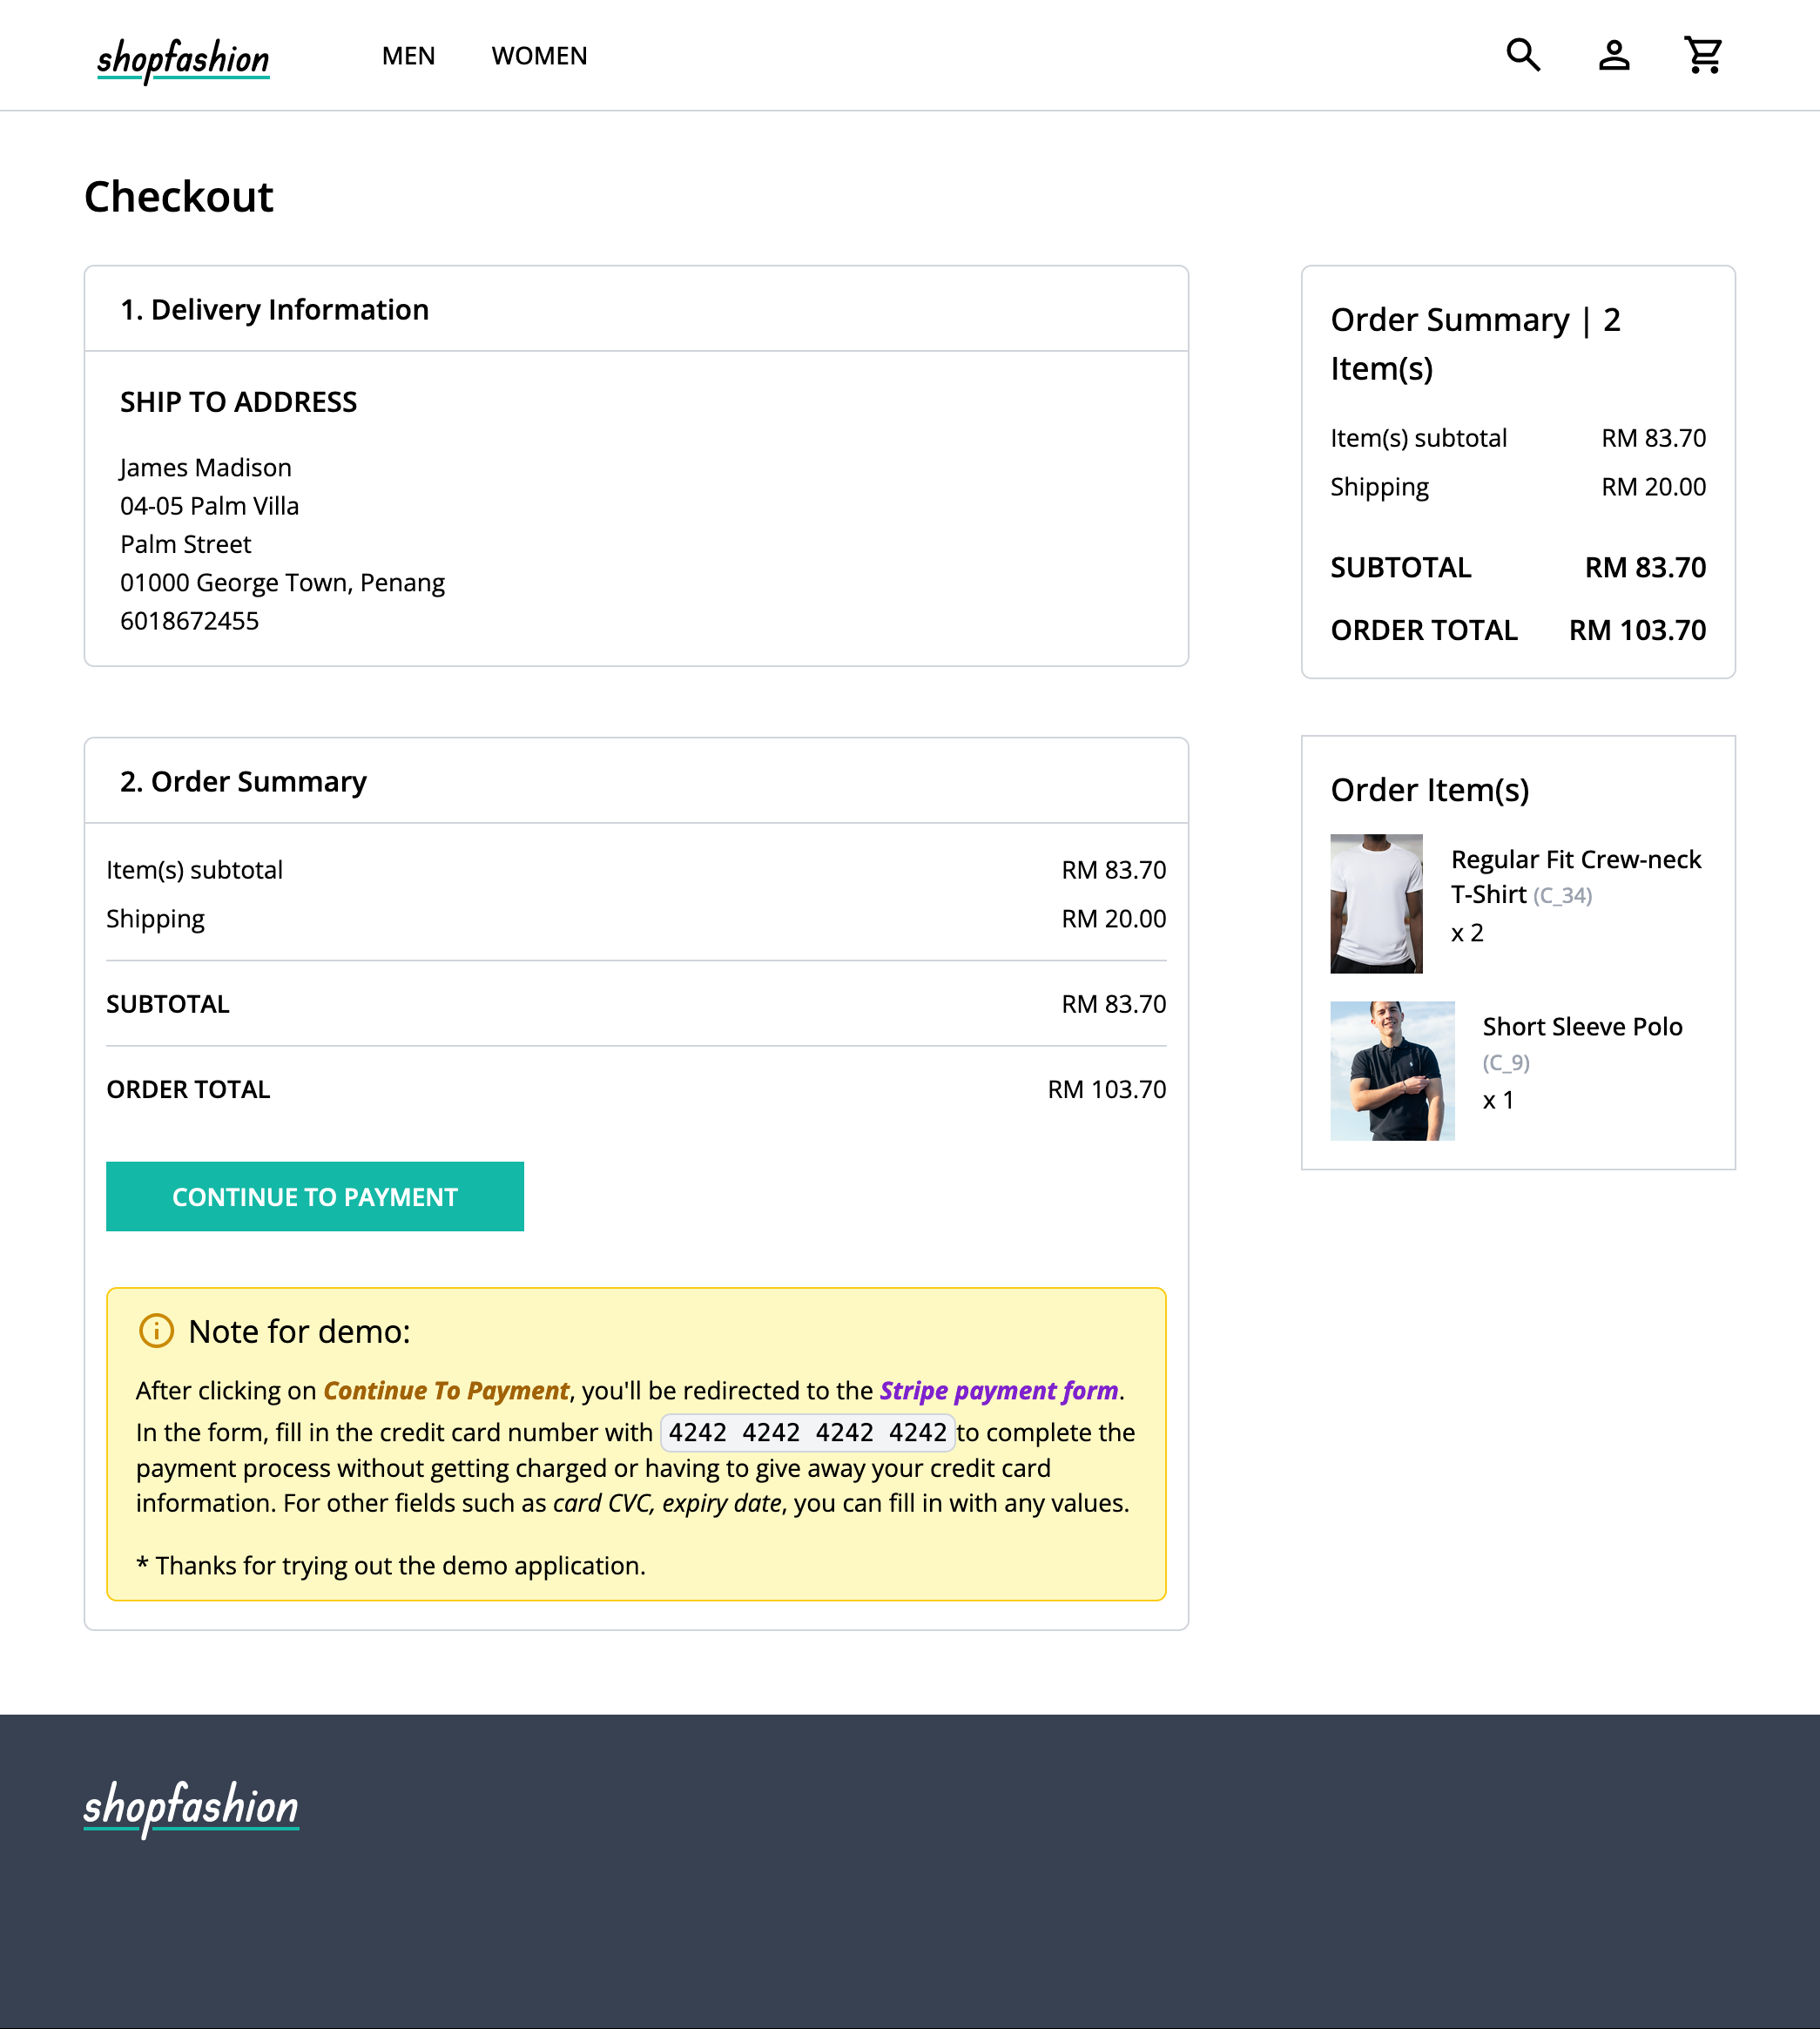 shopfashion
MEN
WOMEN
Checkout
1. Delivery Information
SHIP TO ADDRESS
James Madison
04-05 Palm Villa
Palm Street
01000 George Town, Penang
6018672455
2. Order Summary
Item(s) subtotal RM 83.70
Shipping RM 20.00
SUBTOTAL RM 83.70
ORDER TOTAL RM 103.70
CONTINUE TO PAYMENT
Note for demo:
After clicking on Continue To Payment, you'll be redirected to the Stripe payment form.
In the form, fill in the credit card number with 4242 4242 4242 4242 to complete the
payment process without getting charged or having to give away your credit card
information. For other fields such as card CVC, expiry date, you can fill in with any values.
* Thanks for trying out the demo application.
Order Summary | 2
Item(s)
Item(s) subtotal RM 83.70
Shipping RM 20.00
SUBTOTAL RM 83.70
ORDER TOTAL RM 103.70
Order Item(s)
Regular Fit Crew-neck
T-Shirt (C_34)
x 2
Short Sleeve Polo
(C_9)
x 1
shopfashion